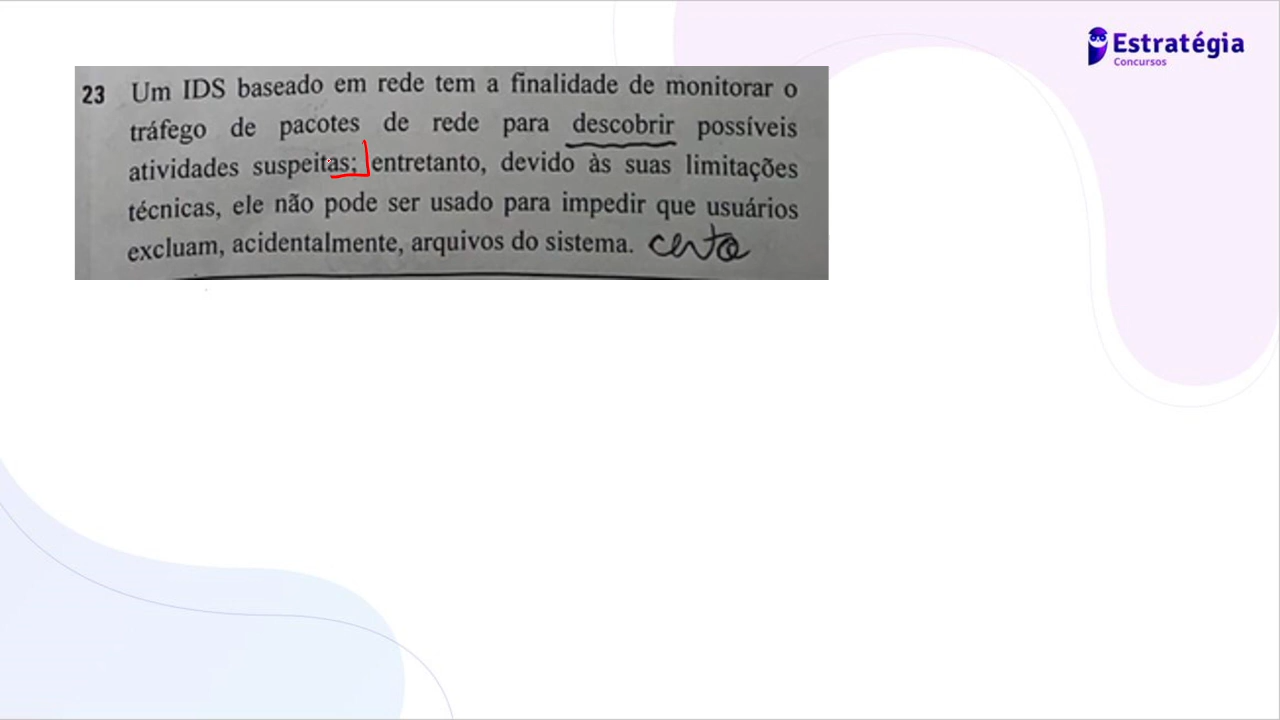 Estratégia
Concursos
23 Um IDS baseado em rede tem a finalidade de monitorar o
tráfego de pacotes de rede para descobrir possíveis
atividades suspeitas; entretanto, devido às suas limitações
técnicas, ele não pode ser usado para impedir que usuários
excluam, acidentalmente, arquivos do sistema. certo